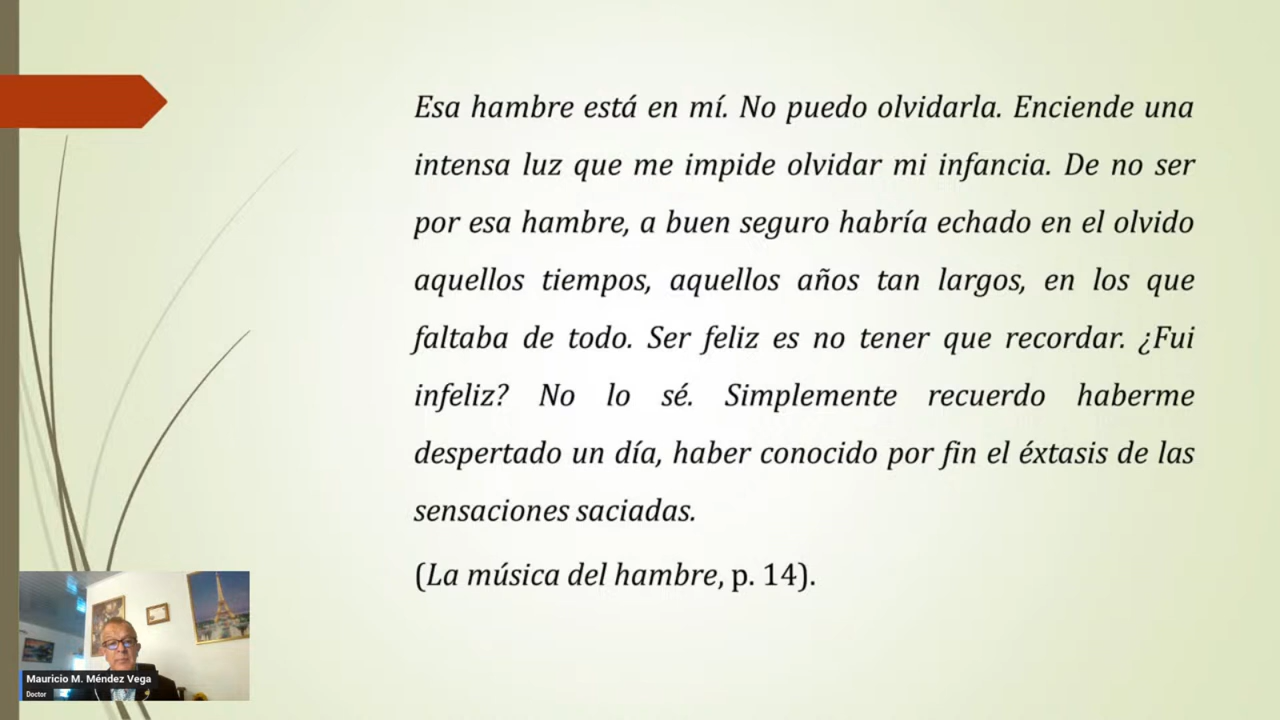 Esa hambre está en mí. No puedo olvidarla. Enciende una
intensa luz que me impide olvidar mi infancia. De no ser
por esa hambre, a buen seguro habría echado en el olvido
aquellos tiempos, aquellos años tan largos, en los que
faltaba de todo. Ser feliz es no tener que recordar. ¿Fui
infeliz? No lo sé. Simplemente recuerdo haberme
despertado un día, haber conocido por fin el éxtasis de las
sensaciones saciadas.
(La música del hambre, p. 14).
Mauricio M. Méndez Vega
Doctor